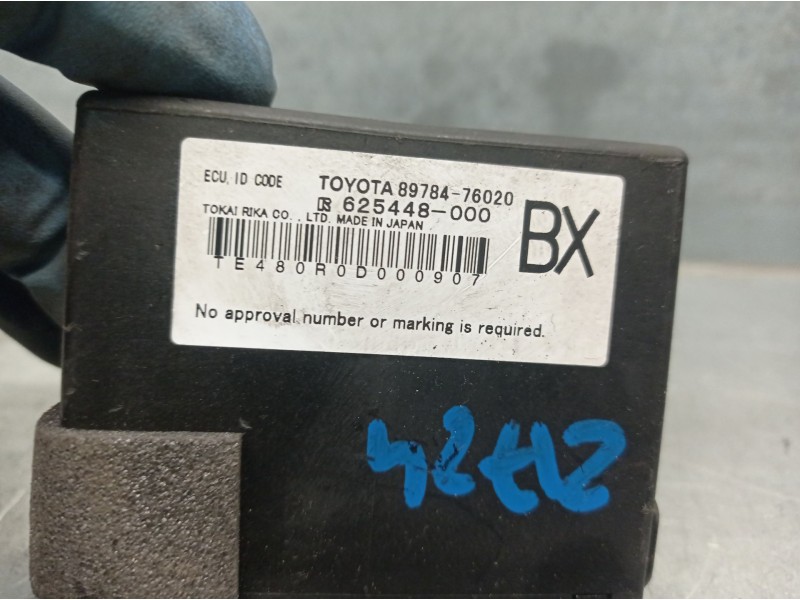 ECU, ID CODE TOYOTA 89784-76020
625448-000
TOKAI RIKA CO., LTD. MADE IN JAPAN
BX
TE480R0D000907
No approval number or marking is required.